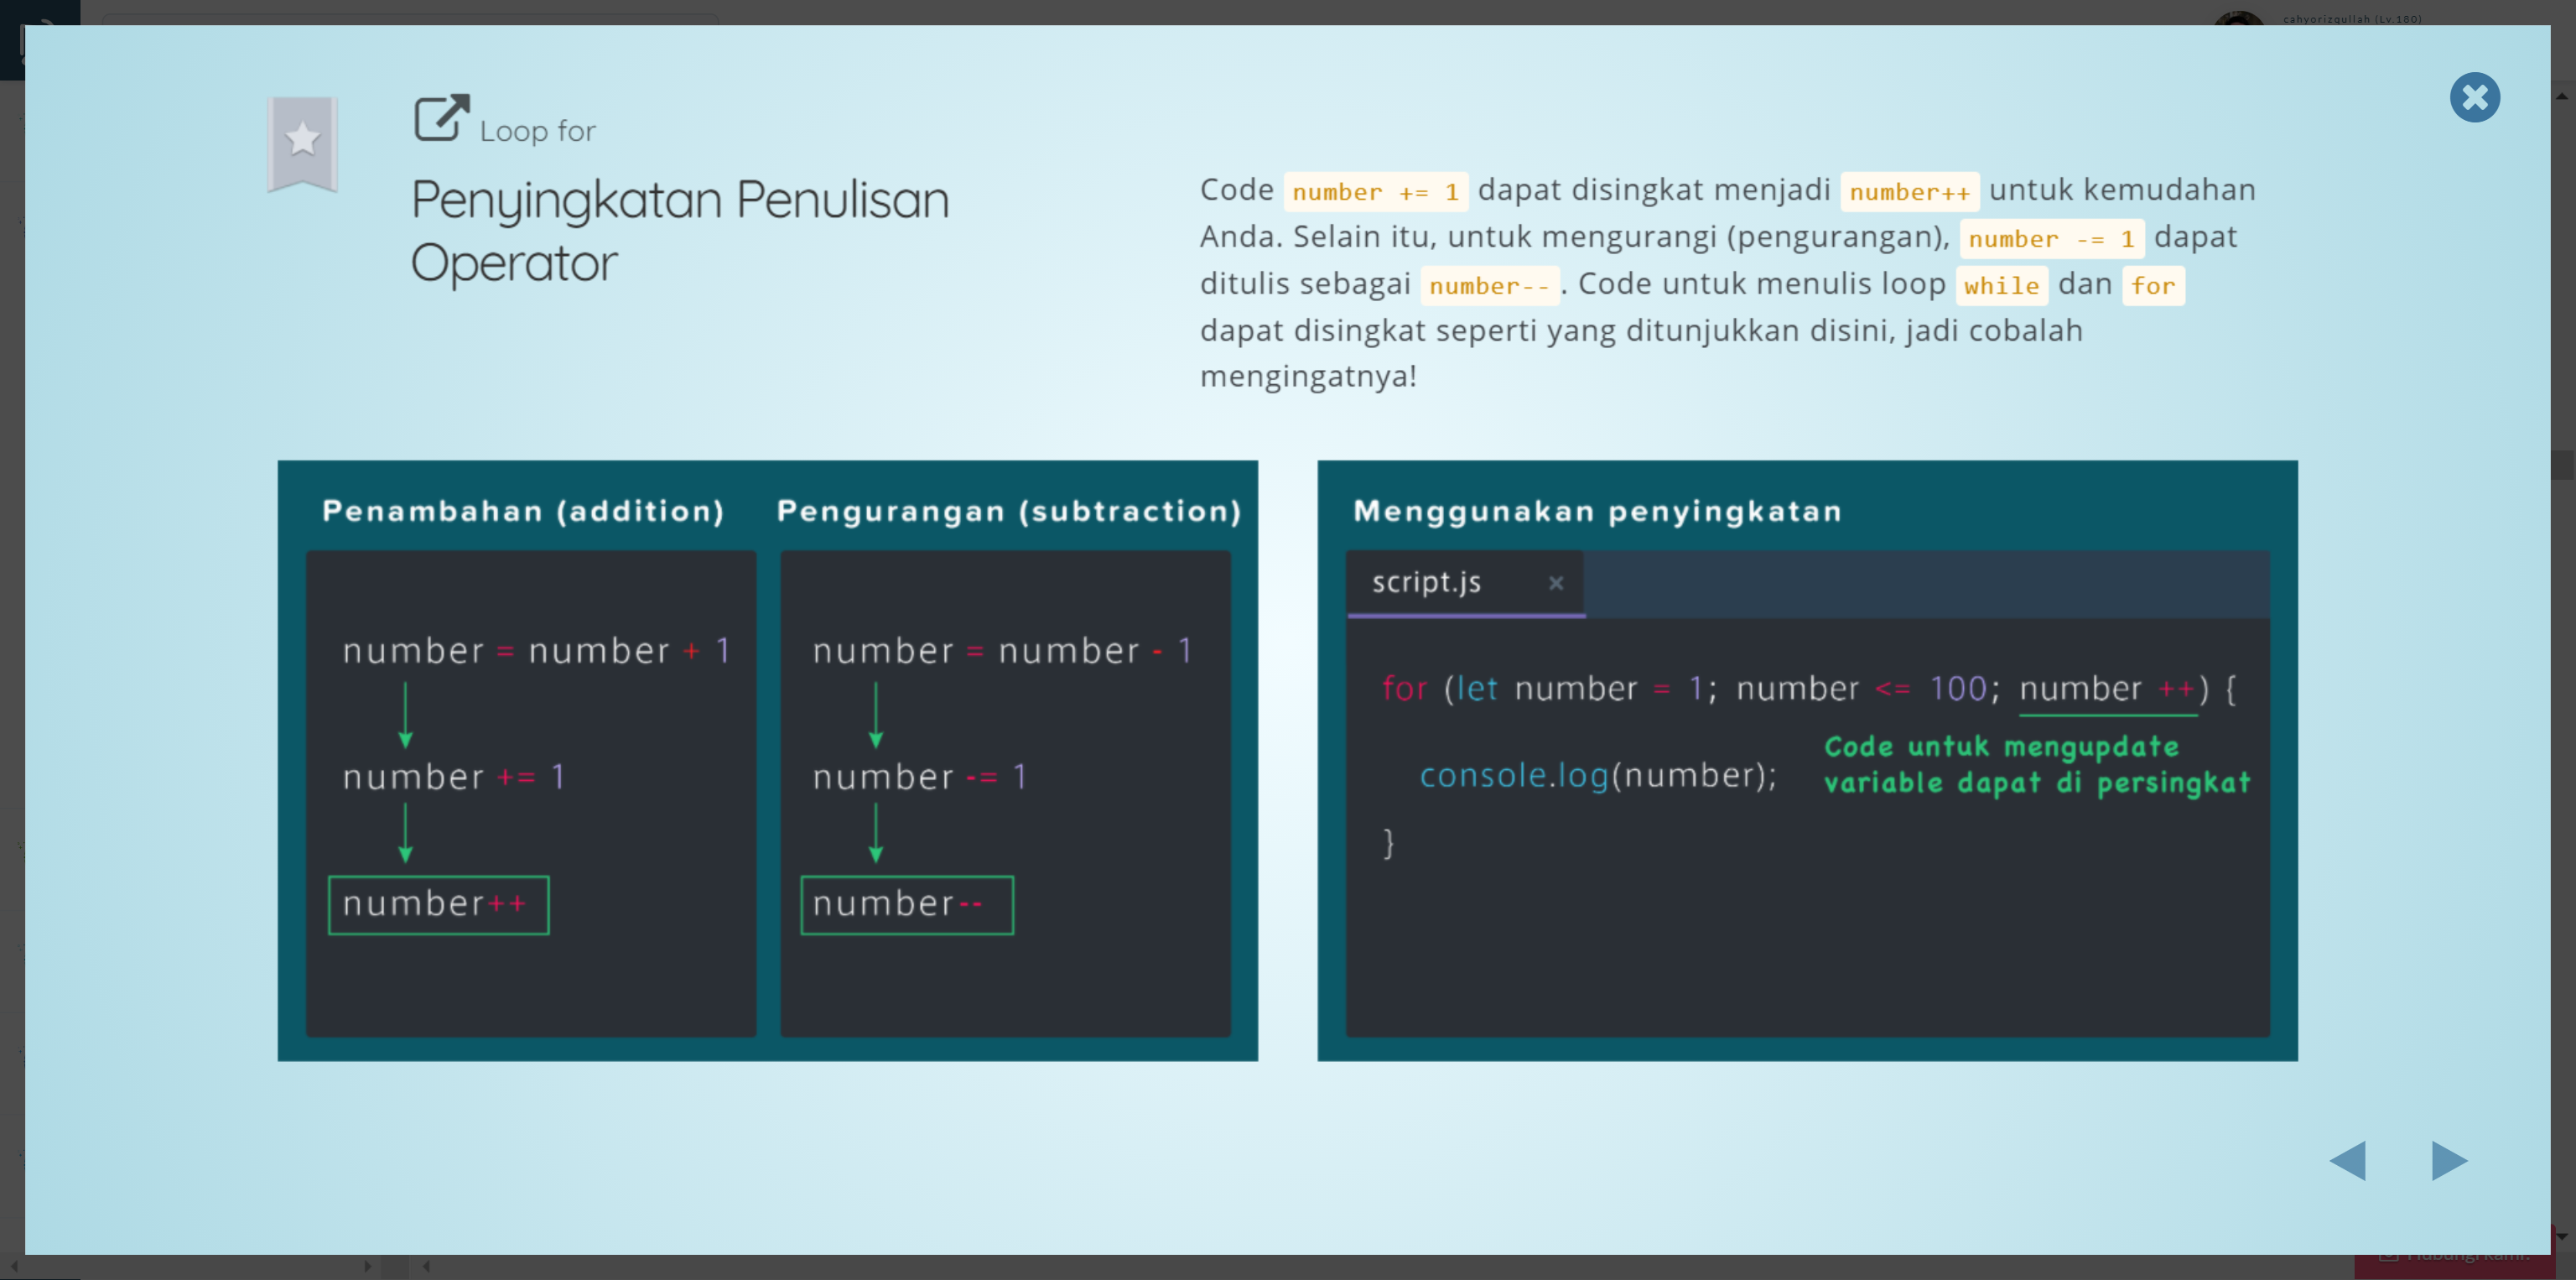 cahyorizqullah (Lv.180)
Loop for
Penyingkatan Penulisan
Operator
Code number += 1 dapat disingkat menjadi number++ untuk kemudahan
Anda. Selain itu, untuk mengurangi (pengurangan), number -= 1 dapat
ditulis sebagai number--. Code untuk menulis loop while dan for
dapat disingkat seperti yang ditunjukkan disini, jadi cobalah
mengingatnya!
Penambahan (addition)
number = number + 1
number += 1
number++
Pengurangan (subtraction)
number = number - 1
number -= 1
number--
Menggunakan penyingkatan
script.js
for (let number = 1; number <= 100; number ++) {
Code untuk mengupdate
variable dapat di persingkat
console.log(number);
}
Hubungi kami!